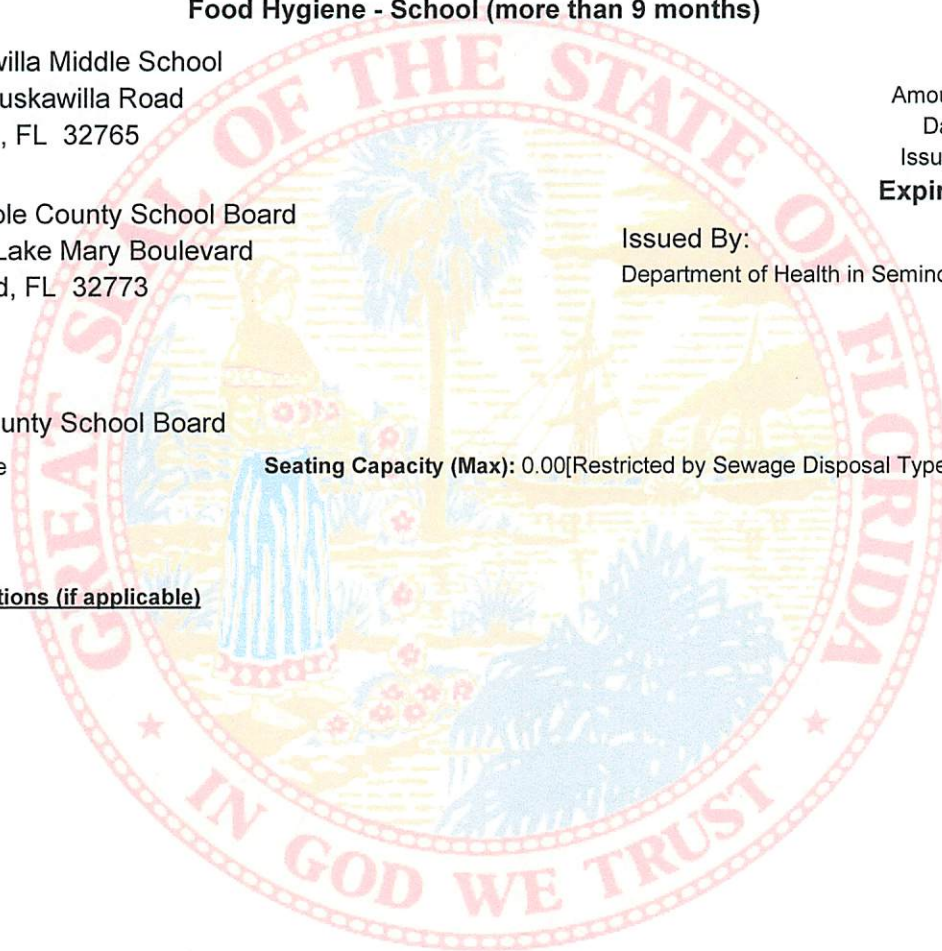 Food Hygiene - School (more than 9 months)
willa Middle School
uskawilla Road
, FL 32765
Amou
Da
Issu
Expir
ole County School Board
Lake Mary Boulevard
d, FL 32773
Issued By:
Department of Health in Semino
unty School Board
e
Seating Capacity (Max): 0.00[Restricted by Sewage Disposal Type
tions (if applicable)
GREAT SEAL OF THE STATE OF FLORIDA
IN GOD WE TRUST